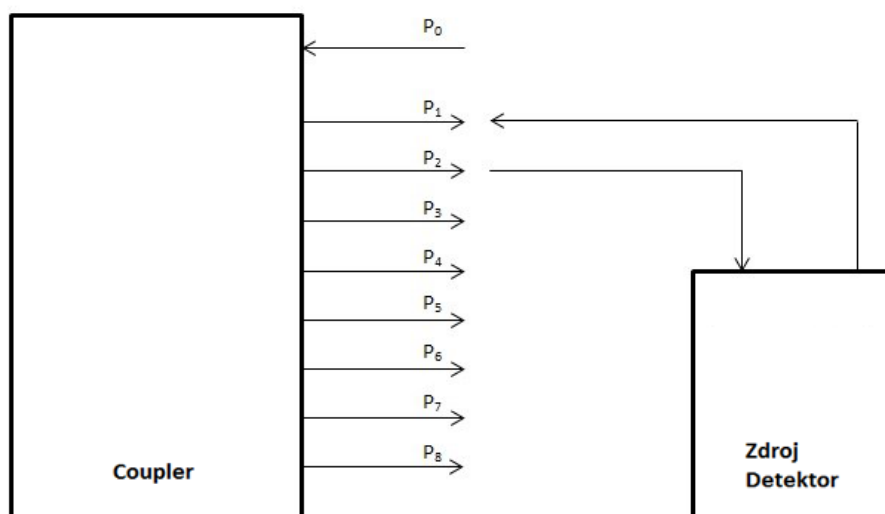 P₀
P₁
P₂
P₃
P₄
P₅
P₆
P₇
P₈
Coupler
Zdroj
Detektor